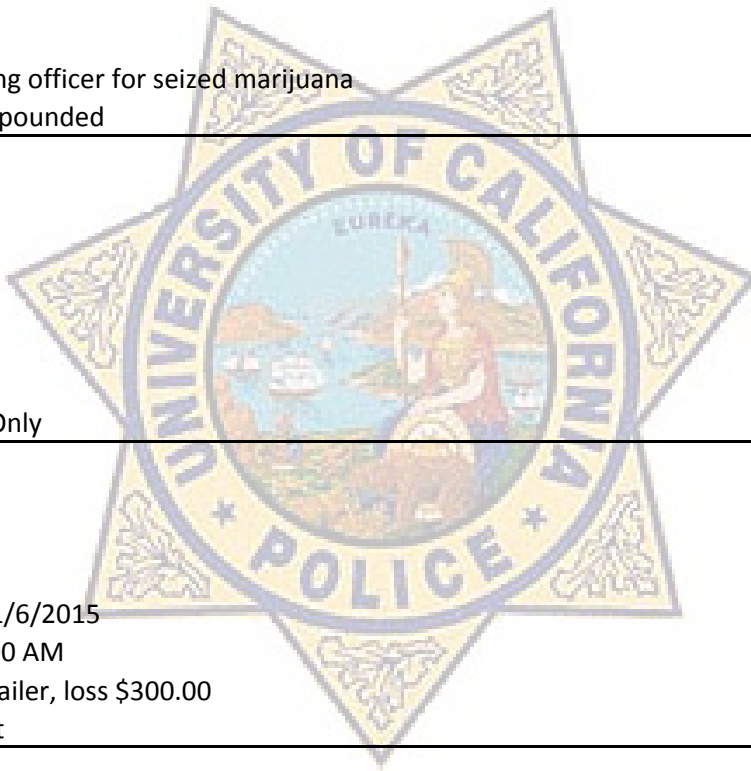 ng officer for seized marijuana
pounded
UNIVERSITY OF CALIFORNIA
EUREKA
Only
/6/2015
0 AM
ailer, loss $300.00
POLICE